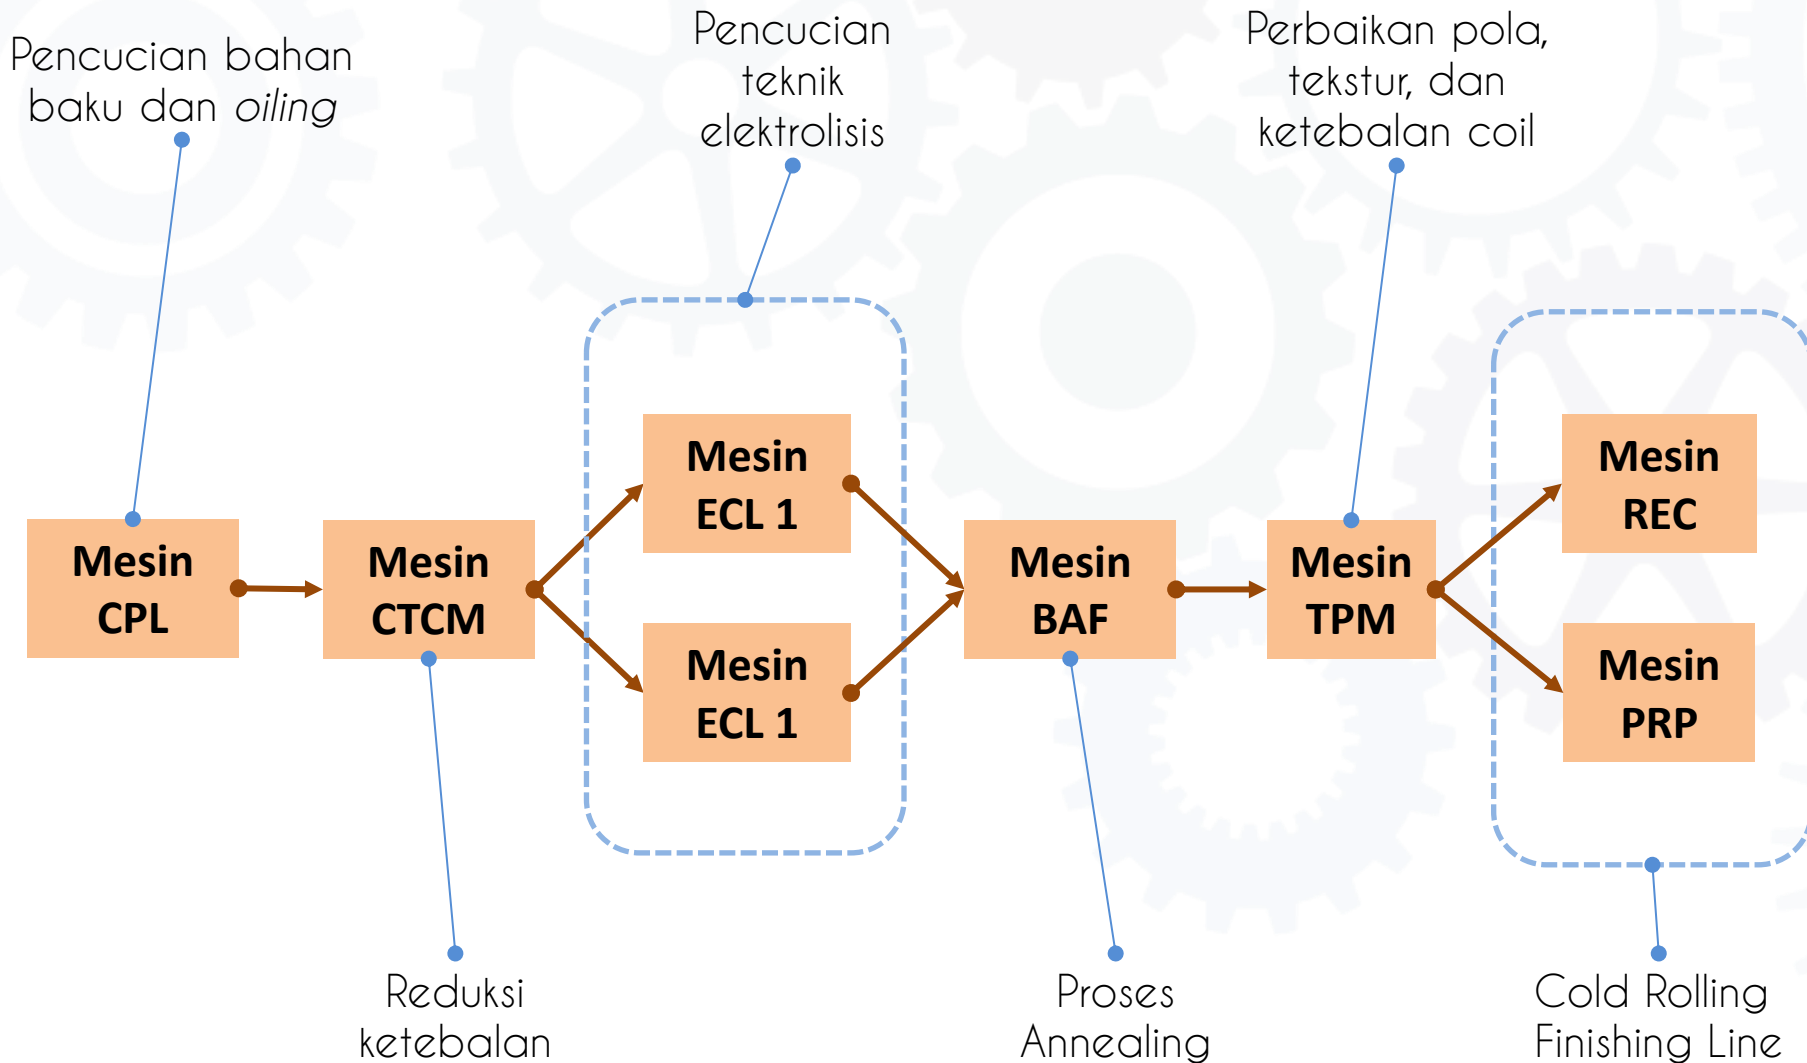 Pencucian bahan
baku dan oiling
Pencucian
teknik
elektrolisis
Perbaikan pola,
tekstur, dan
ketebalan coil
Mesin
CPL
Mesin
CTCM
Mesin
ECL 1
Mesin
ECL 1
Mesin
BAF
Mesin
TPM
Mesin
REC
Mesin
PRP
Reduksi
ketebalan
Proses
Annealing
Cold Rolling
Finishing Line